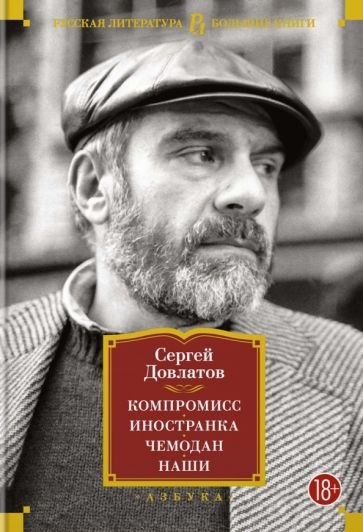 РУССКАЯ ЛИТЕРАТУРА
БОЛЬШИЕ КНИГИ
Сергей
Довлатов
КОМПРОМИСС
ИНОСТРАНКА
ЧЕМОДАН
НАШИ
18+
«АЗБУКА»